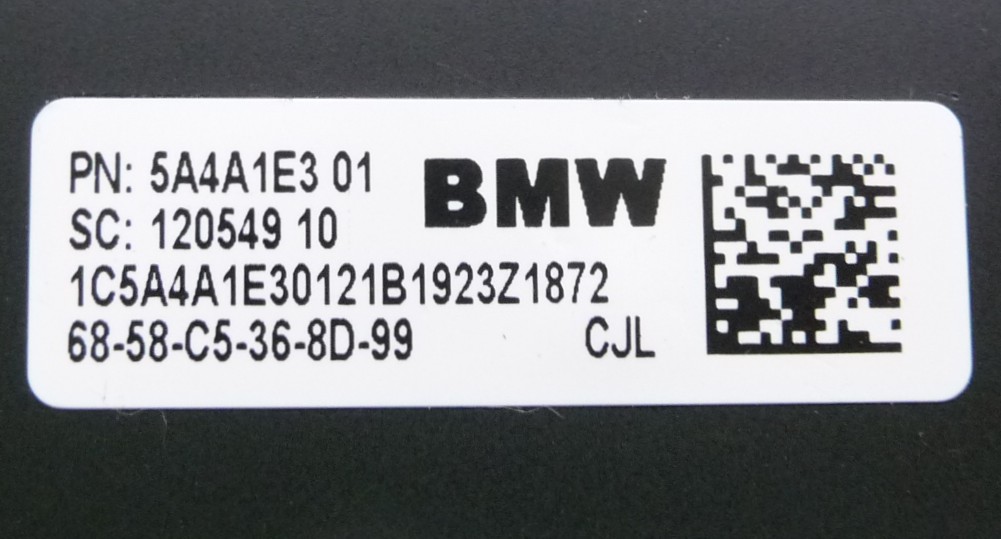 PN: 5A4A1E3 01
BMW
SC: 120549 10
1C5A4A1E30121B1923Z1872
68-58-C5-36-8D-99 CJL